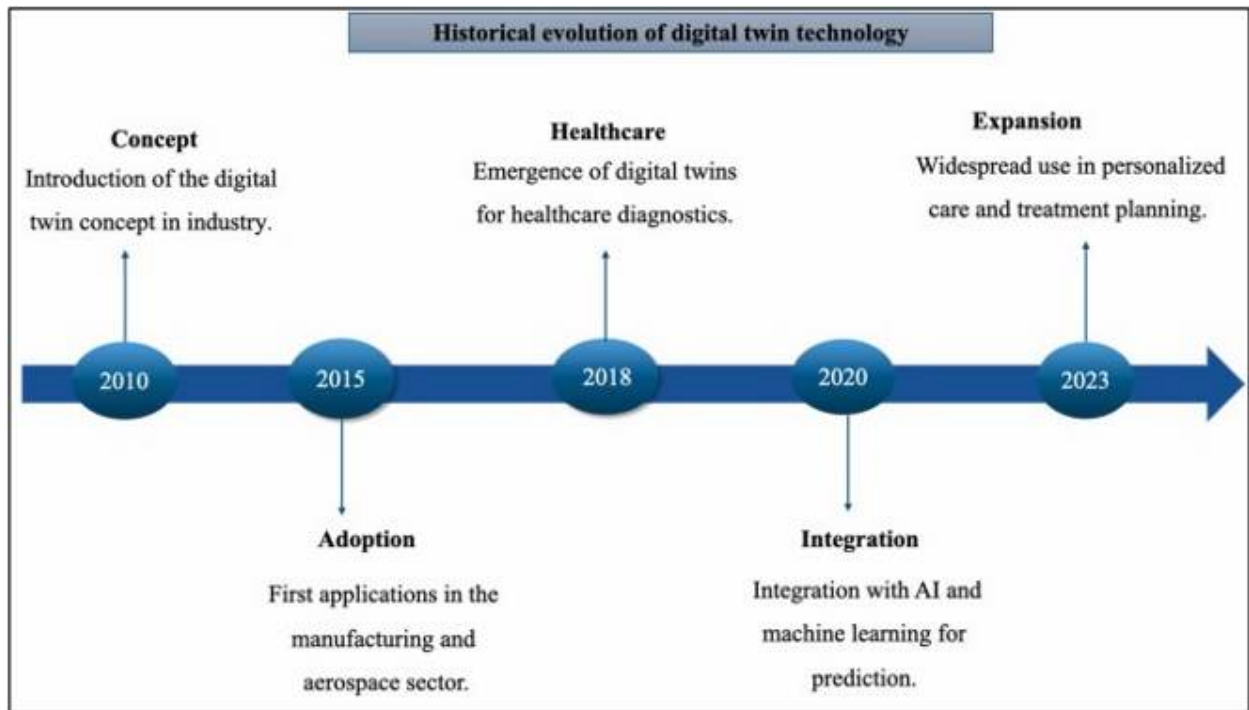 Historical evolution of digital twin technology
Concept
Introduction of the digital
twin concept in industry.
Healthcare
Emergence of digital twins
for healthcare diagnostics.
Expansion
Widespread use in personalized
care and treatment planning.
2010
2015
2018
2020
2023
Adoption
First applications in the
manufacturing and
aerospace sector.
Integration
Integration with AI and
machine learning for
prediction.